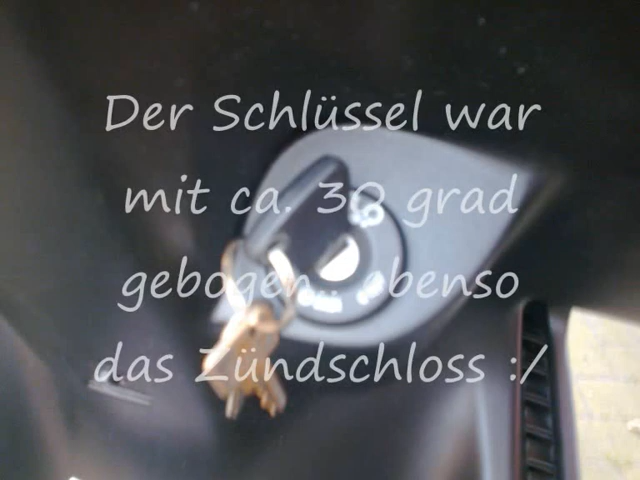 Der Schlüssel war
mit ca. 30 grad
gebogen, ebenso
das Zündschloss :/